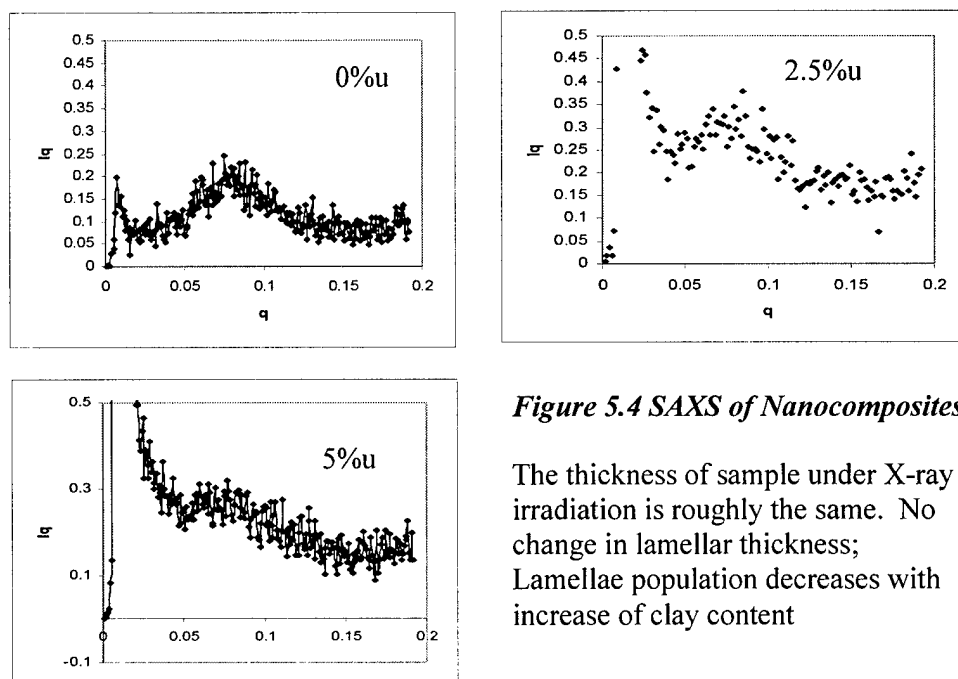 0.5
0.45
0.4
0.35
0.3
0.25
0.2
0.15
0.1
0.05
0
0%u
Iq
0 0.05 0.1 0.15 0.2
q
0.5
0.45
0.4
0.35
0.3
0.25
0.2
0.15
0.1
0.05
0
2.5%u
Iq
0 0.05 0.1 0.15 0.2
q
0.5
0.3
0.1
-0.1
5%u
Iq
0 0.05 0.1 0.15 0.2
q
Figure 5.4 SAXS of Nanocomposites
The thickness of sample under X-ray
irradiation is roughly the same. No
change in lamellar thickness;
Lamellae population decreases with
increase of clay content